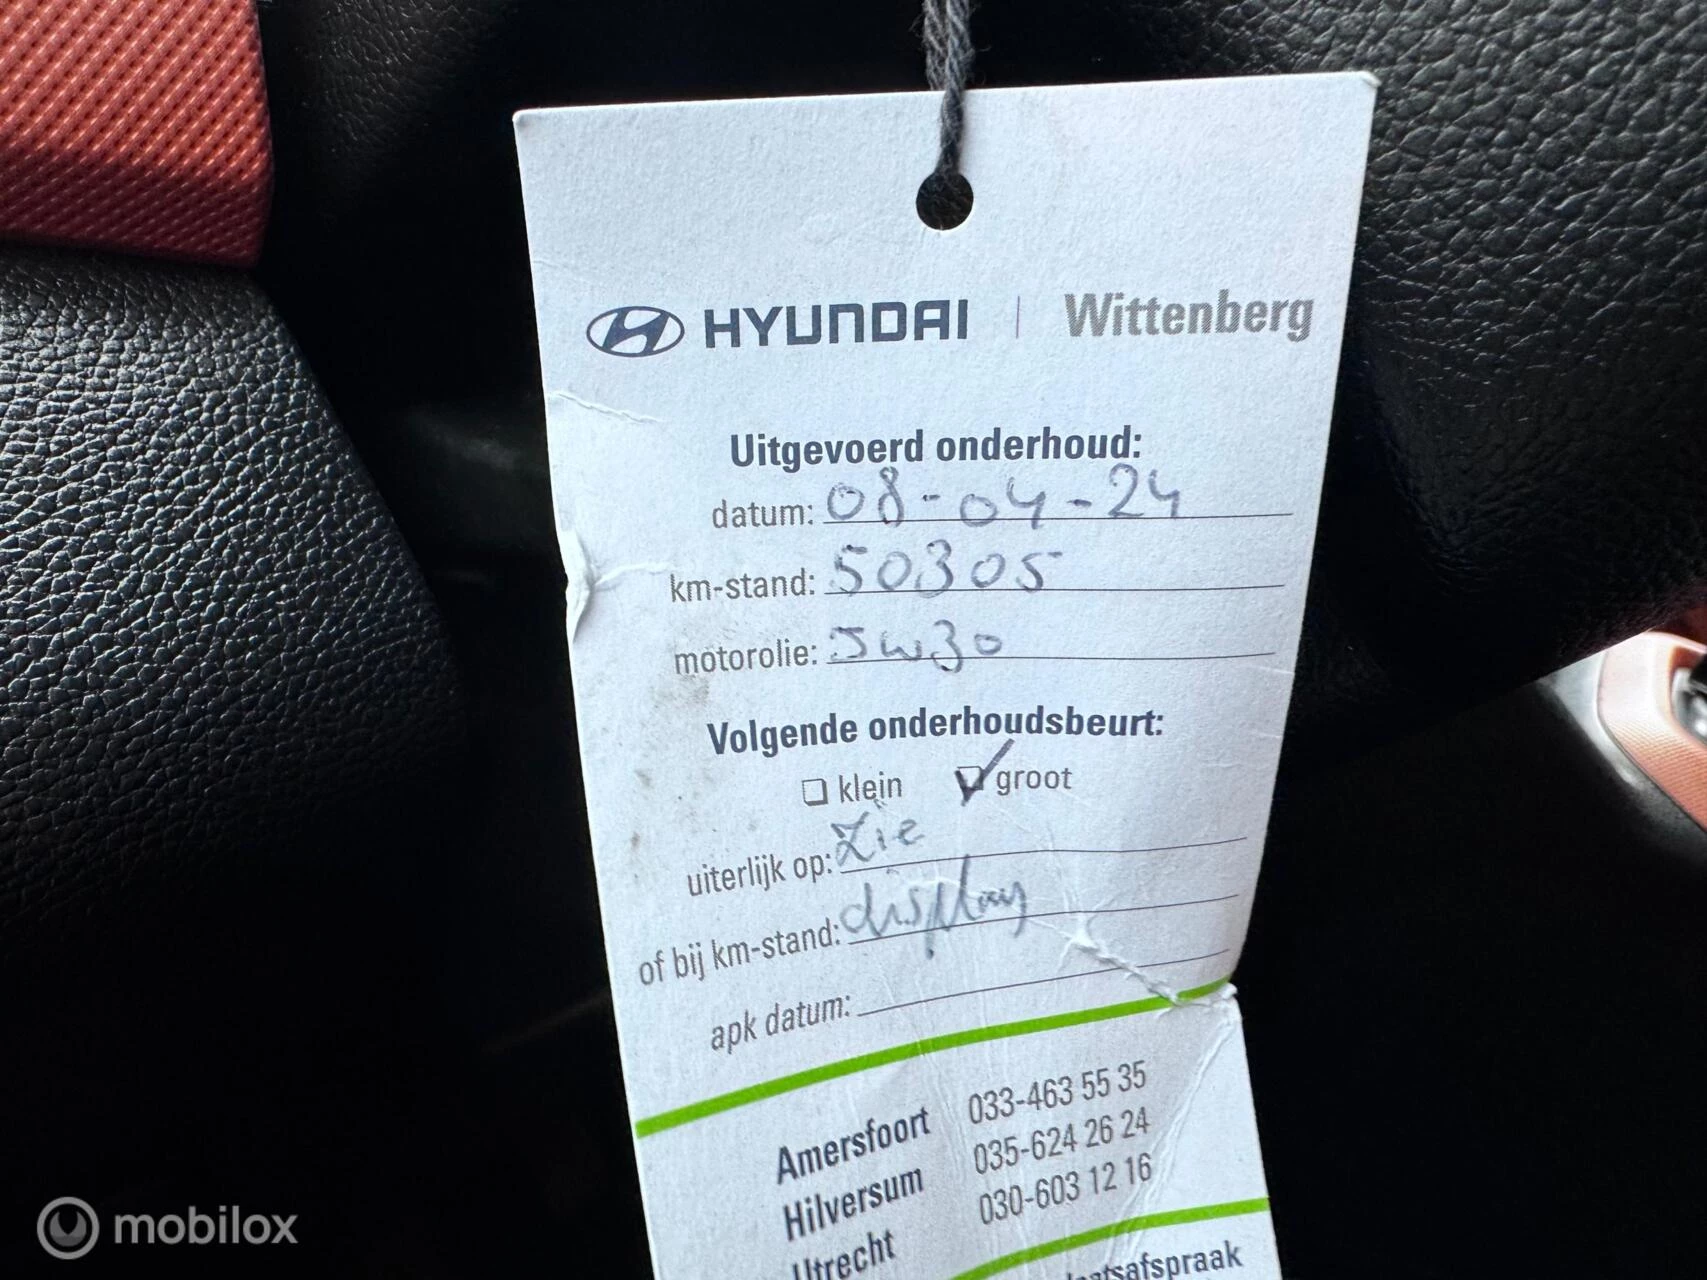 HYUNDAI | Wittenberg
Uitgevoerd onderhoud:
datum: 08-04-24
km-stand: 50305
motorolie: 5w30
Volgende onderhoudsbeurt:
klein groot
uiterlijk op: Zie
of bij km-stand: display
apk datum:
Amersfoort 033-463 55 35
Hilversum 035-624 26 24
Utrecht 030-603 12 16
mobilox